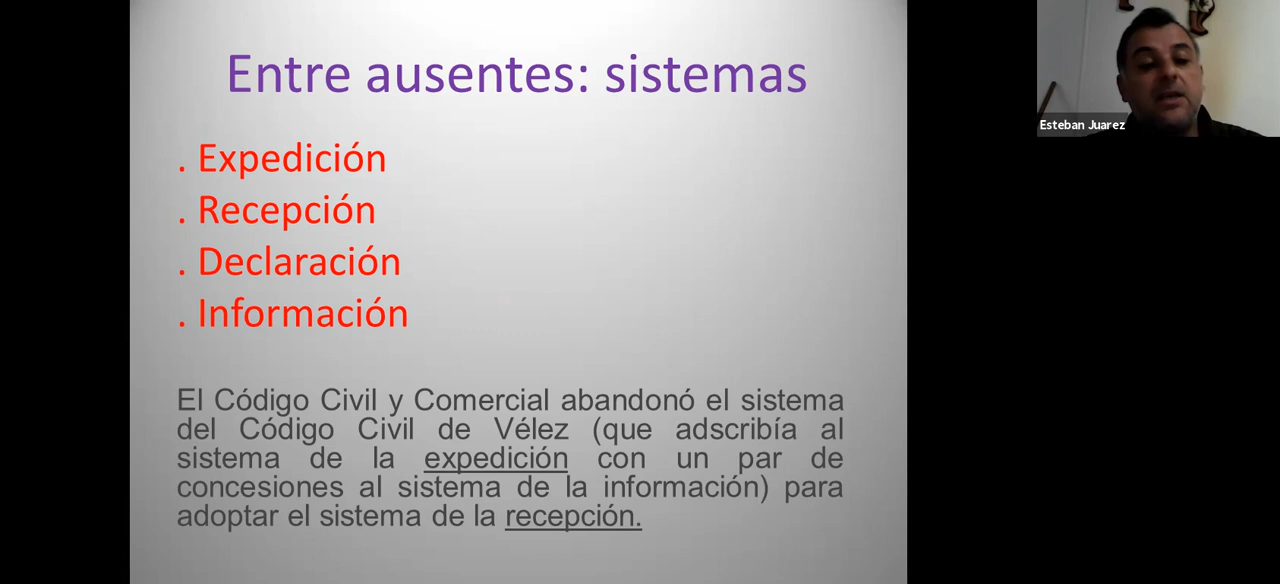 Entre ausentes: sistemas
. Expedición
. Recepción
. Declaración
. Información
El Código Civil y Comercial abandonó el sistema
del Código Civil de Vélez (que adscribía al
sistema de la expedición con un par de
concesiones al sistema de la información) para
adoptar el sistema de la recepción.
Esteban Juarez